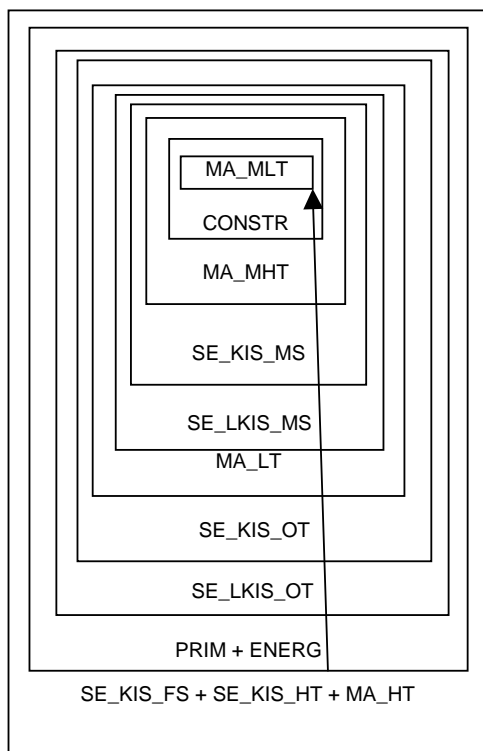 MA_MLT
CONSTR
MA_MHT
SE_KIS_MS
SE_LKIS_MS
MA_LT
SE_KIS_OT
SE_LKIS_OT
PRIM + ENERG
SE_KIS_FS + SE_KIS_HT + MA_HT